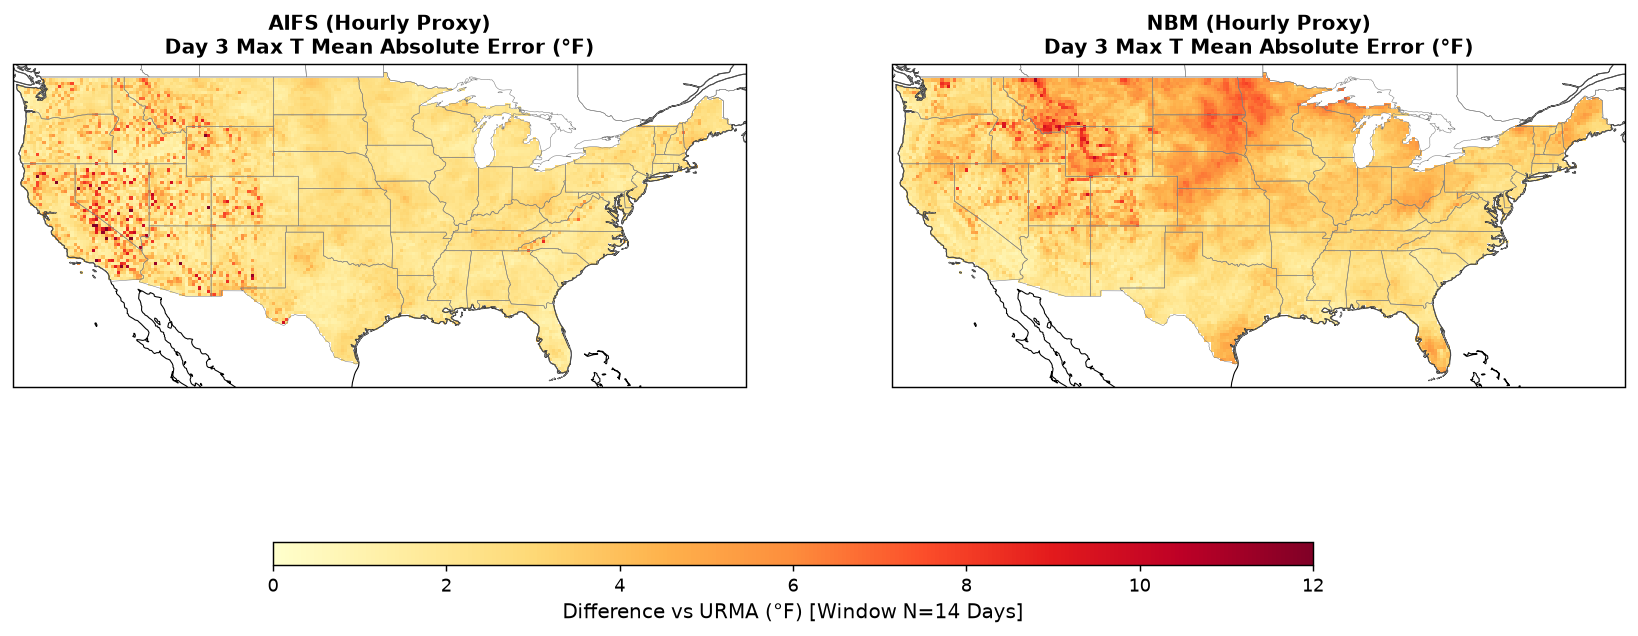 AIFS (Hourly Proxy)
Day 3 Max T Mean Absolute Error (°F)
NBM (Hourly Proxy)
Day 3 Max T Mean Absolute Error (°F)
0 2 4 6 8 10 12
Difference vs URMA (°F) [Window N=14 Days]